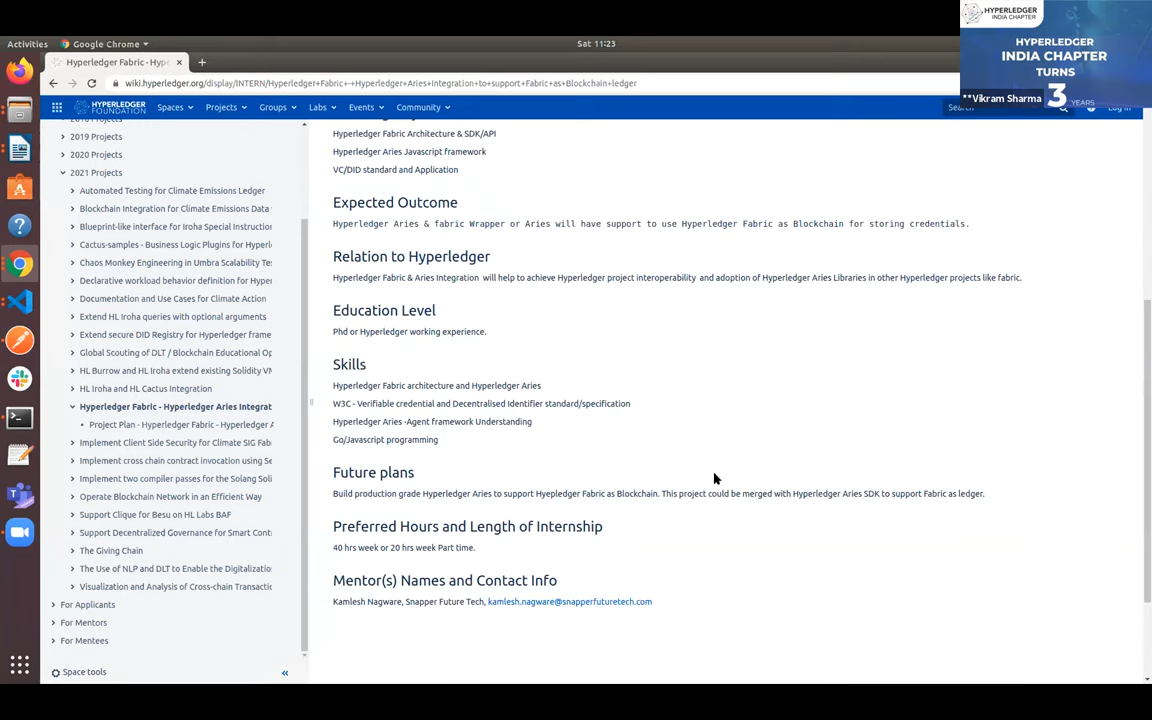 HYPERLEDGER
INDIA CHAPTER
HYPERLEDGER
INDIA CHAPTER
TURNS
3 YEARS
**Vikram Sharma
Activities
Google Chrome
Sat 11:23
Hyperledger Fabric - Hype
wiki.hyperledger.org/display/INTERN/Hyperledger+Fabric+-+Hyperledger+Aries+Integration+to+support+Fabric+as+Blockchain+ledger
HYPERLEDGER
FOUNDATION
Spaces
Projects
Groups
Labs
Events
Community
Search
Log in
2018 Projects
2019 Projects
2020 Projects
2021 Projects
Automated Testing for Climate Emissions Ledger
Blockchain Integration for Climate Emissions Data
Blueprint-like interface for Iroha Special Instruction
Cactus-samples - Business Logic Plugins for Hyperl
Chaos Monkey Engineering in Umbra Scalability Te
Declarative workload behavior definition for Hyper
Documentation and Use Cases for Climate Action
Extend HL Iroha queries with optional arguments
Extend secure DID Registry for Hyperledger frame
Global Scouting of DLT / Blockchain Educational Op
HL Burrow and HL Iroha extend existing Solidity VM
HL Iroha and HL Cactus Integration
Hyperledger Fabric - Hyperledger Aries Integrat
Project Plan - Hyperledger Fabric - Hyperledger A
Implement Client Side Security for Climate SIG Fab
Implement cross chain contract invocation using Se
Implement two compiler passes for the Solang Soli
Operate Blockchain Network in an Efficient Way
Support Clique for Besu on HL Labs BAF
Support Decentralized Governance for Smart Cont
The Giving Chain
The Use of NLP and DLT to Enable the Digitalizatio
Visualization and Analysis of Cross-chain Transactio
For Applicants
For Mentors
For Mentees
Space tools
Hyperledger Fabric Architecture & SDK/API
Hyperledger Aries Javascript framework
VC/DID standard and Application
Expected Outcome
Hyperledger Aries & fabric Wrapper or Aries will have support to use Hyperledger Fabric as Blockchain for storing credentials.
Relation to Hyperledger
Hyperledger Fabric & Aries Integration will help to achieve Hyperledger project interoperability and adoption of Hyperledger Aries Libraries in other Hyperledger projects like fabric.
Education Level
Phd or Hyperledger working experience.
Skills
Hyperledger Fabric architecture and Hyperledger Aries
W3C - Verifiable credential and Decentralised Identifier standard/specification
Hyperledger Aries -Agent framework Understanding
Go/Javascript programming
Future plans
Build production grade Hyperledger Aries to support Hyepledger Fabric as Blockchain. This project could be merged with Hyperledger Aries SDK to support Fabric as ledger.
Preferred Hours and Length of Internship
40 hrs week or 20 hrs week Part time.
Mentor(s) Names and Contact Info
Kamlesh Nagware, Snapper Future Tech, kamlesh.nagware@snapperfuturetech.com